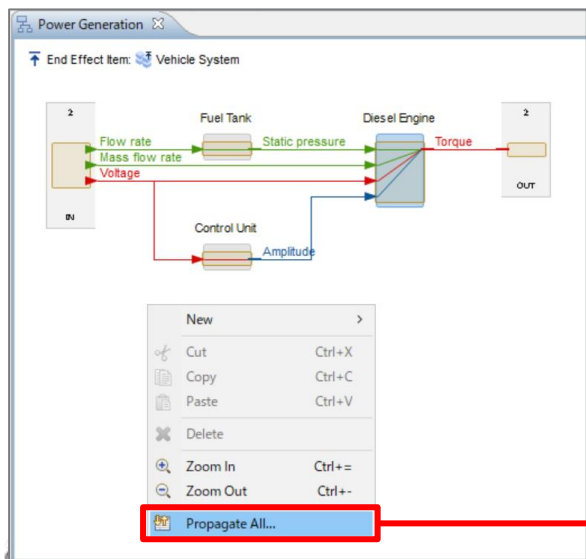 Power Generation
End Effect Item: Vehicle System
2
Fuel Tank
Diesel Engine
2
Flow rate
Static pressure
Torque
Mass flow rate
Voltage
IN
OUT
Control Unit
Amplitude
New >
Cut Ctrl+X
Copy Ctrl+C
Paste Ctrl+V
Delete
Zoom In Ctrl+=
Zoom Out Ctrl+-
Propagate All...